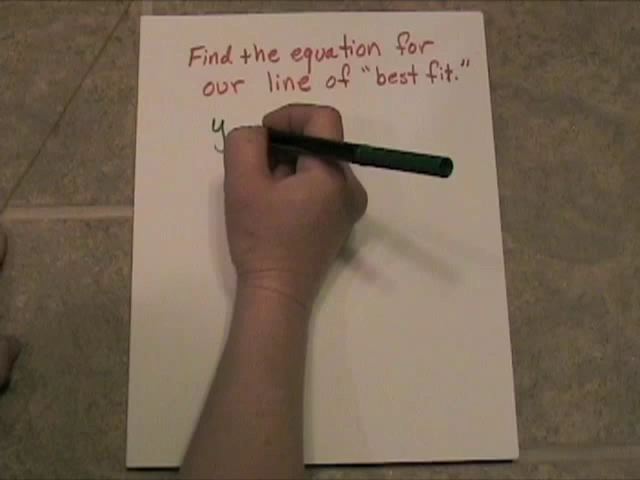 Find the equation for
our line of "best fit."
y